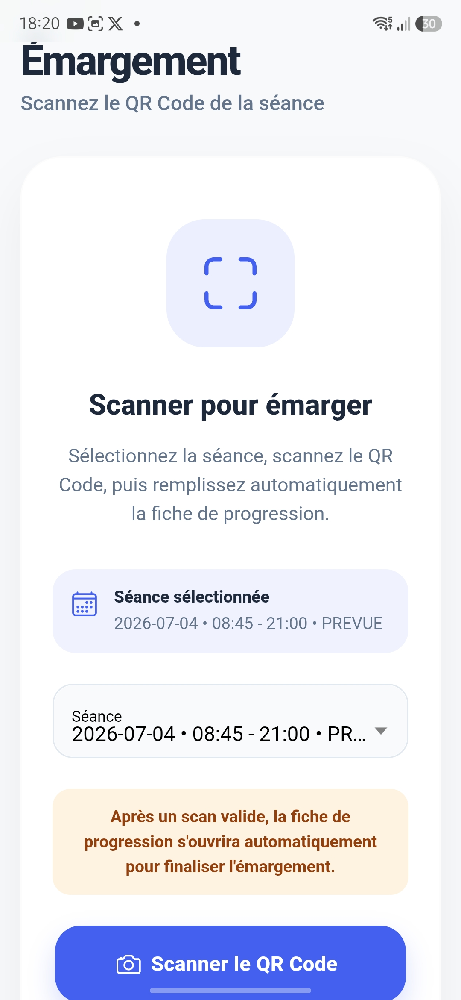 18:20
5
30
Émargement
Scannez le QR Code de la séance
Scanner pour émarger
Sélectionnez la séance, scannez le QR
Code, puis remplissez automatiquement
la fiche de progression.
Séance sélectionnée
2026-07-04 • 08:45 - 21:00 • PREVUE
Séance
2026-07-04 • 08:45 - 21:00 • PR...
Après un scan valide, la fiche de
progression s'ouvrira automatiquement
pour finaliser l'émargement.
Scanner le QR Code